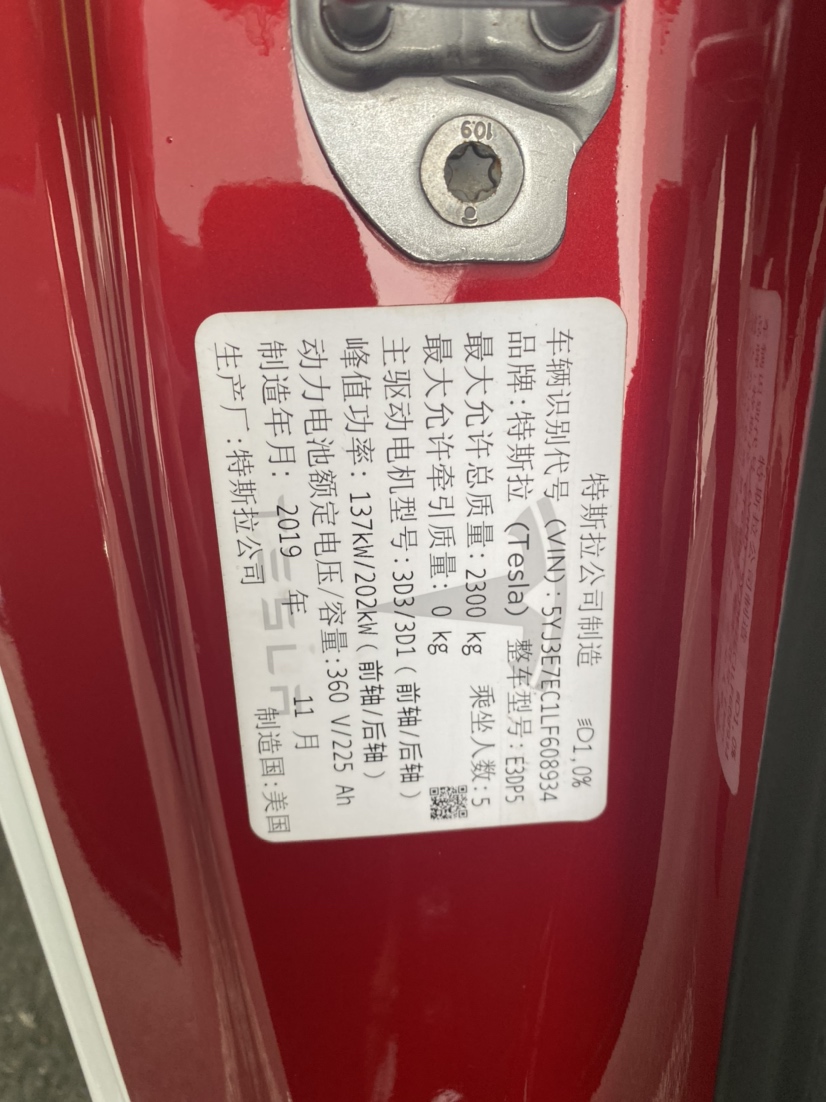 10.9
特斯拉公司制造
1,0%
车辆识别代号 (VIN):5YJ3E7EC1LF608934
品牌:特斯拉 (Tesla) 整车型号:E3DP5
最大允许总质量:2300 kg 乘坐人数:5
最大允许牵引质量: 0 kg
主驱动电机型号:3D3/3D1(前轴/后轴)
峰值功率: 137kW/202kW(前轴/后轴)
动力电池额定电压/容量:360 V/225 Ah
制造年月: 2019 年 11 月
生产厂:特斯拉公司 制造国:美国
TESLA